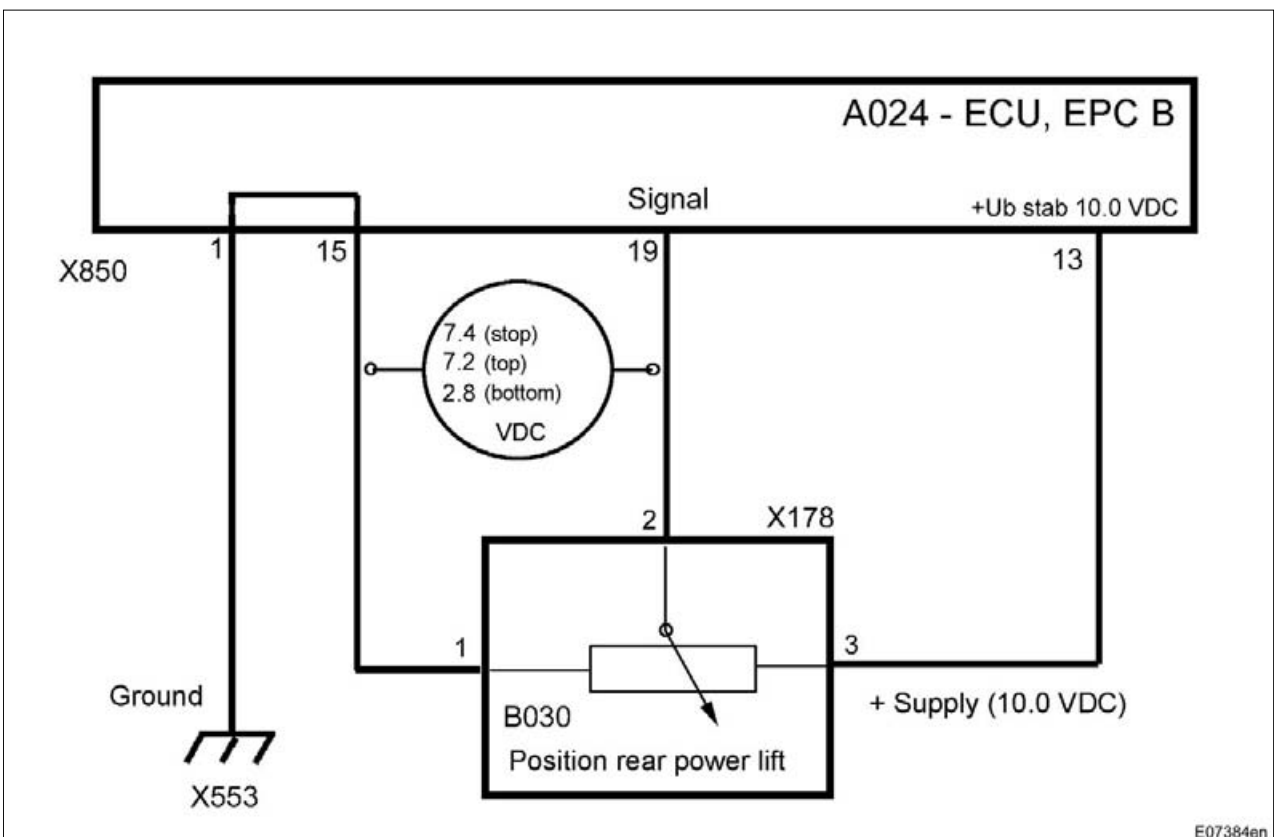 A024 - ECU, EPC B
Signal
+Ub stab 10.0 VDC
1
15
19
13
X850
7.4 (stop)
7.2 (top)
2.8 (bottom)
VDC
2
X178
1
3
Ground
B030
+ Supply (10.0 VDC)
Position rear power lift
X553
E07384en